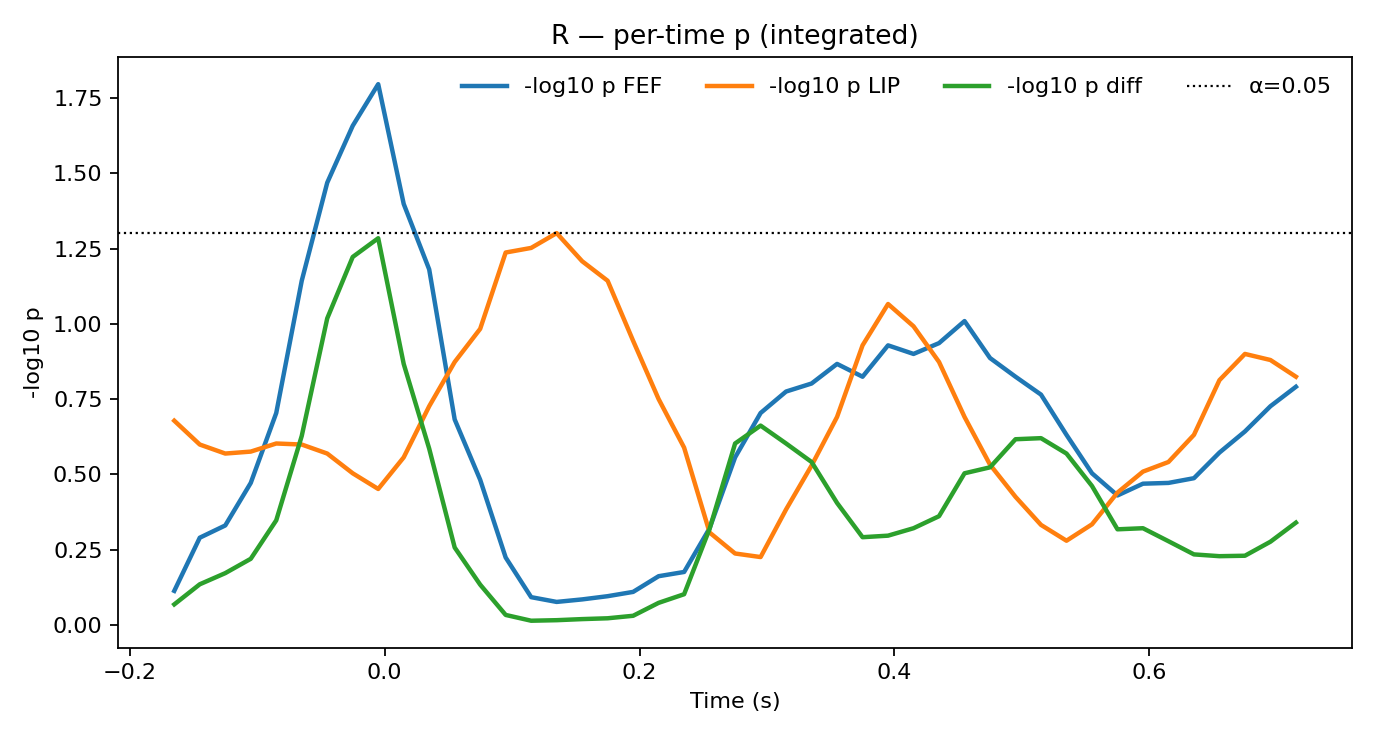 R — per-time p (integrated)
-log10 p FEF
-log10 p LIP
-log10 p diff
α=0.05
-log10 p
1.75
1.50
1.25
1.00
0.75
0.50
0.25
0.00
−0.2
0.0
0.2
0.4
0.6
Time (s)